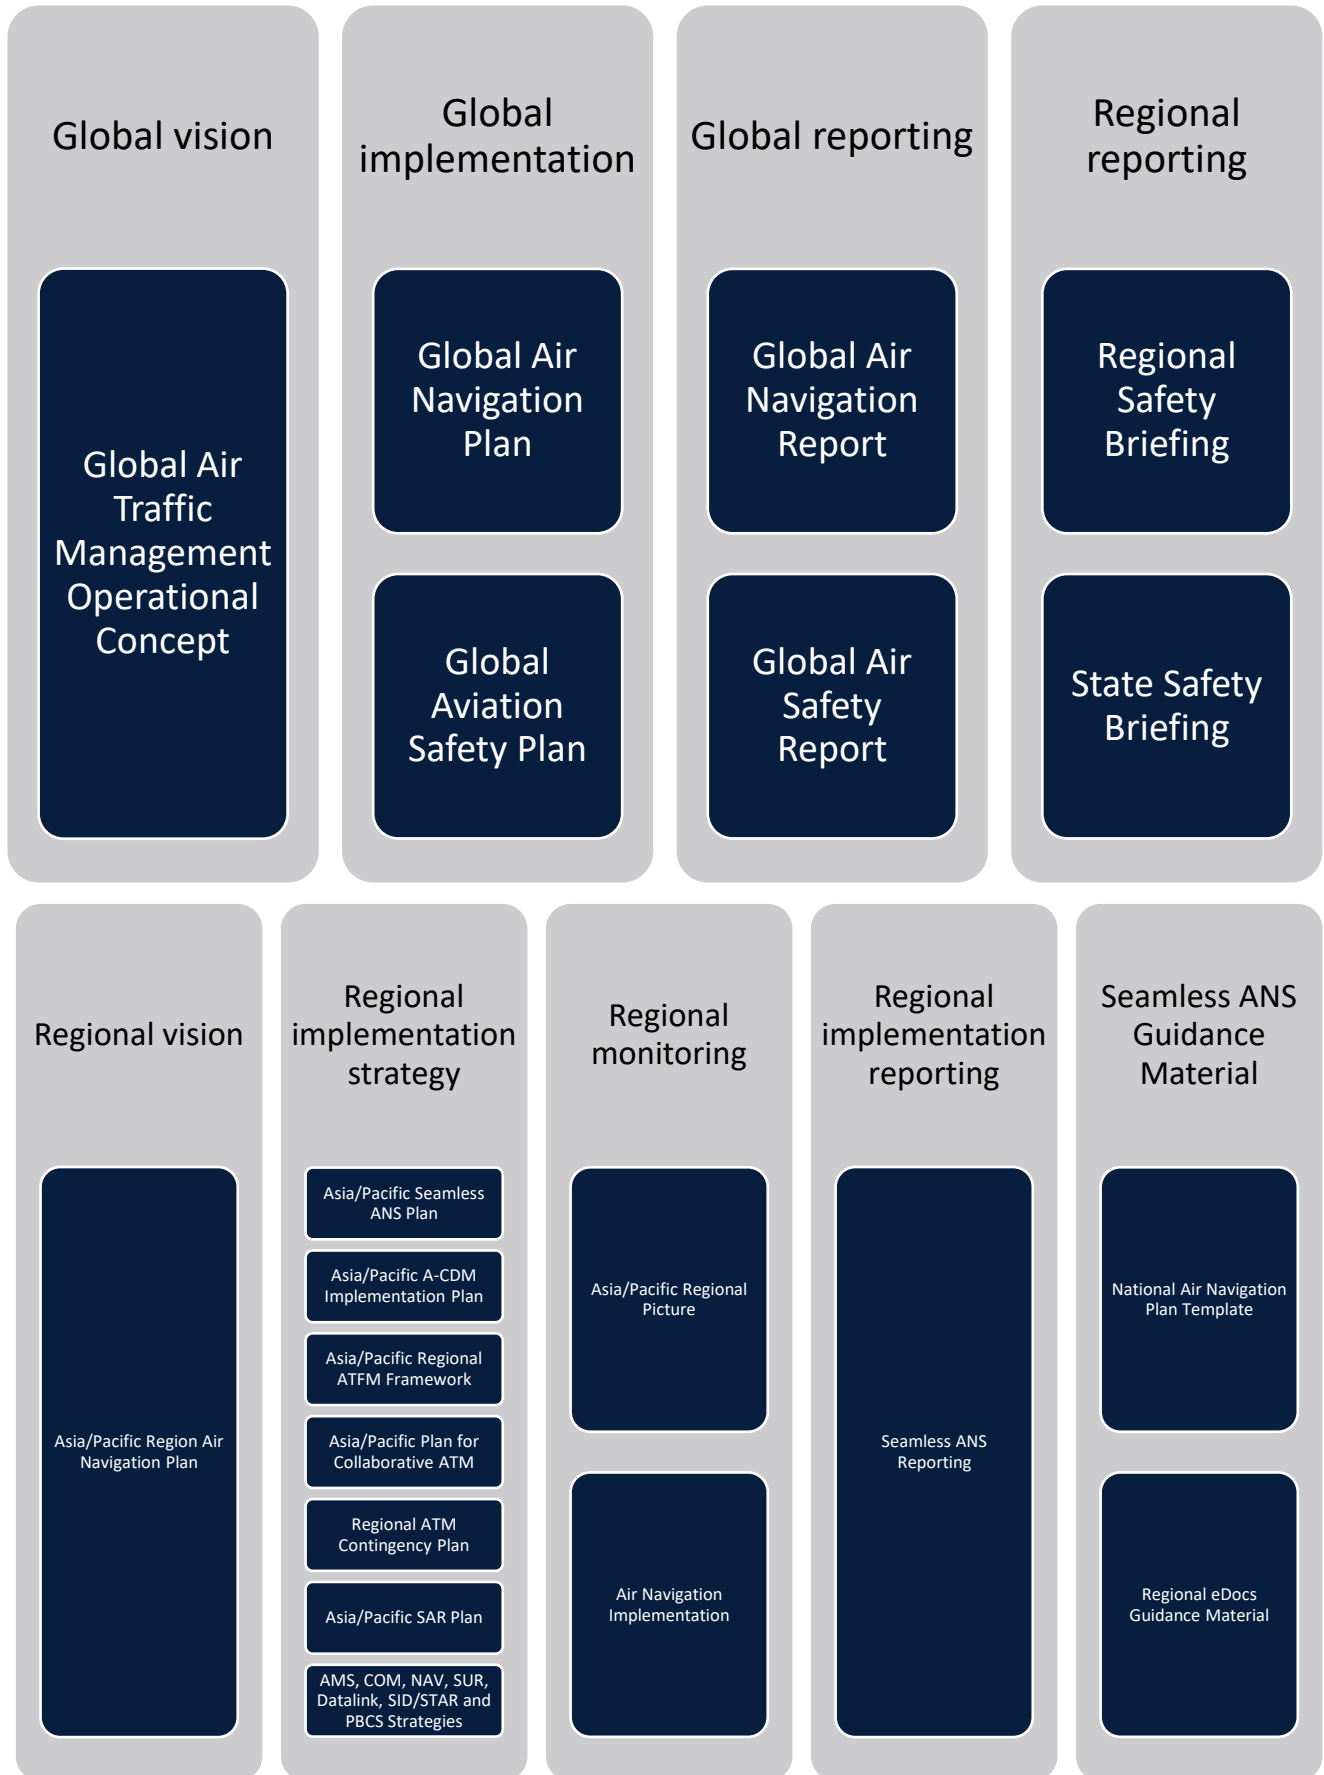 Global vision
Global Air
Traffic
Management
Operational
Concept
Global
implementation
Global Air
Navigation
Plan
Global
Aviation
Safety Plan
Global reporting
Global Air
Navigation
Report
Global Air
Safety
Report
Regional
reporting
Regional
Safety
Briefing
State Safety
Briefing
Regional vision
Asia/Pacific Region Air
Navigation Plan
Regional
implementation
strategy
Asia/Pacific Seamless
ANS Plan
Asia/Pacific A-CDM
Implementation Plan
Asia/Pacific Regional
ATFM Framework
Asia/Pacific Plan for
Collaborative ATM
Regional ATM
Contingency Plan
Asia/Pacific SAR Plan
AMS, COM, NAV, SUR,
Datalink, SID/STAR and
PBCS Strategies
Regional
monitoring
Asia/Pacific Regional
Picture
Air Navigation
Implementation
Regional
implementation
reporting
Seamless ANS
Reporting
Seamless ANS
Guidance
Material
National Air Navigation
Plan Template
Regional eDocs
Guidance Material